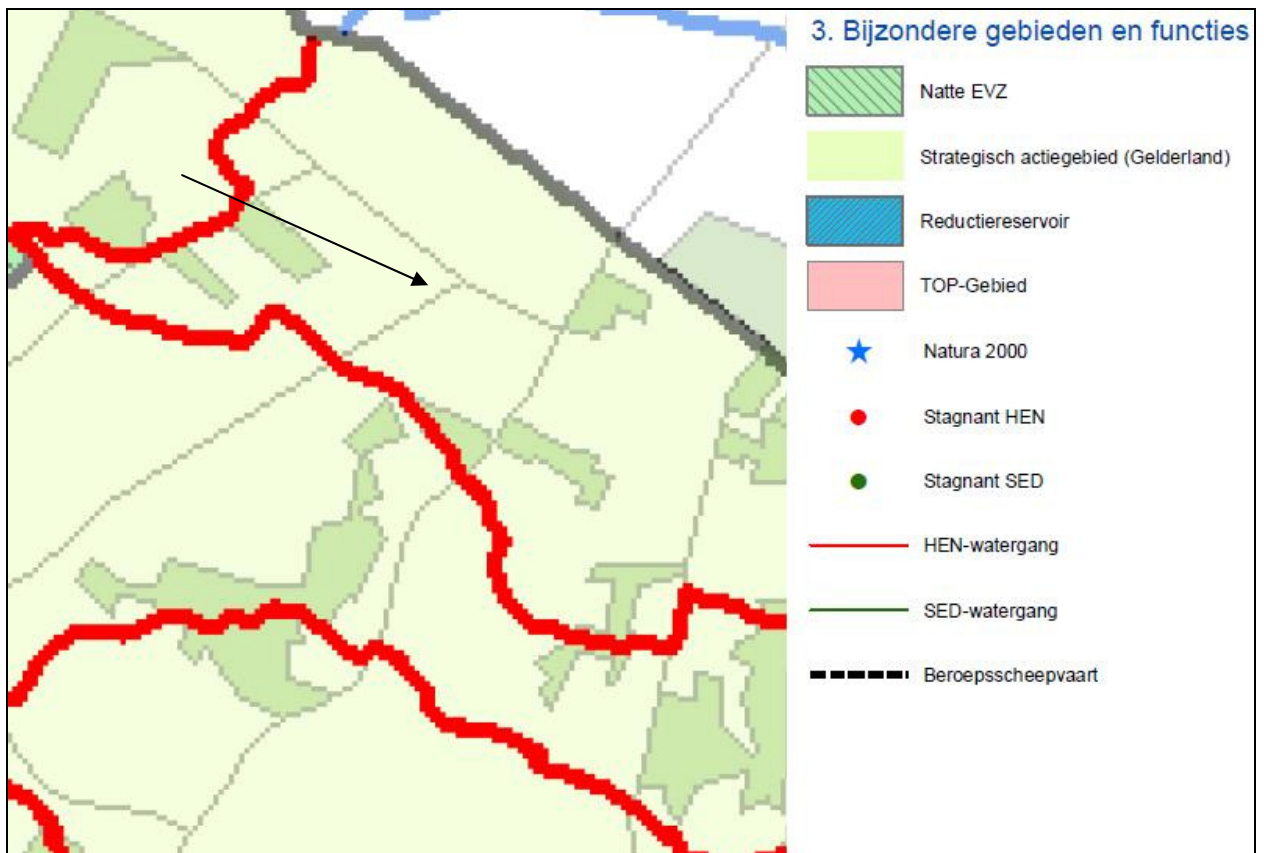 3. Bijzondere gebieden en functies
Natte EVZ
Strategisch actiegebied (Gelderland)
Reductiereservoir
TOP-Gebied
Natura 2000
Stagnant HEN
Stagnant SED
HEN-watergang
SED-watergang
Beroepsscheepvaart